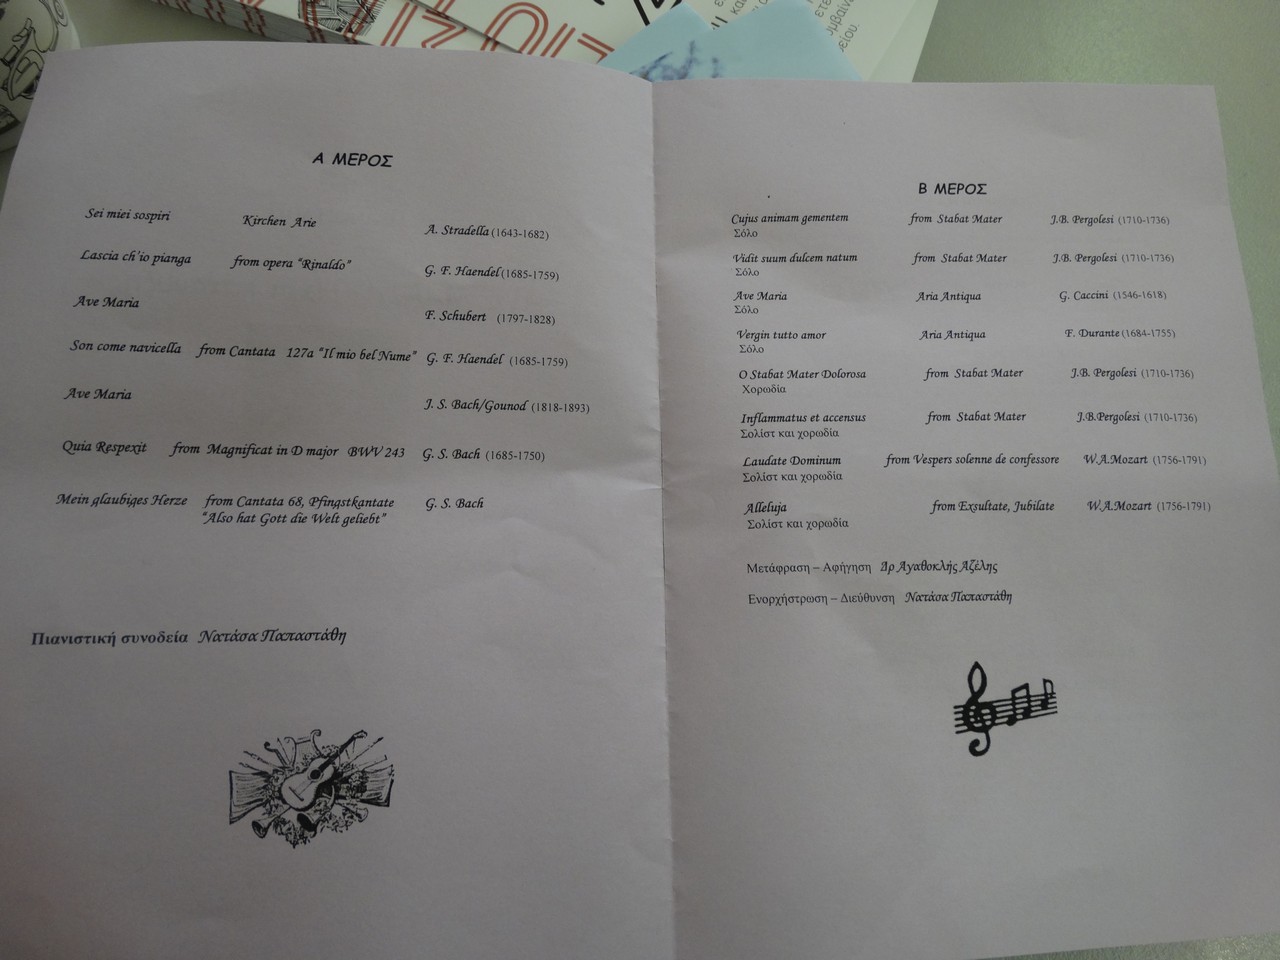 Α ΜΕΡΟΣ
Sei miei sospiri Kirchen Arie A. Stradella (1643-1682)
Lascia ch'io pianga from opera "Rinaldo" G. F. Haendel (1685-1759)
Ave Maria F. Schubert (1797-1828)
Son come navicella from Cantata 127a "Il mio bel Nume" G. F. Haendel (1685-1759)
Ave Maria J. S. Bach/Gounod (1818-1893)
Quia Respexit from Magnificat in D major BWV 243 G. S. Bach (1685-1750)
Mein glaubiges Herze from Cantata 68, Pfingstkantate G. S. Bach
"Also hat Gott die Welt geliebt"
Πιανιστική συνοδεία Νατάσα Παπαστάθη
Β ΜΕΡΟΣ
Cujus animam gementem from Stabat Mater J.B. Pergolesi (1710-1736)
Σόλο
Vidit suum dulcem natum from Stabat Mater J.B. Pergolesi (1710-1736)
Σόλο
Ave Maria Aria Antiqua G. Caccini (1546-1618)
Σόλο
Vergin tutto amor Aria Antiqua F. Durante (1684-1755)
Σόλο
O Stabat Mater Dolorosa from Stabat Mater J.B. Pergolesi (1710-1736)
Χορωδία
Inflammatus et accensus from Stabat Mater J.B.Pergolesi (1710-1736)
Σολίστ και χορωδία
Laudate Dominum from Vespers solenne de confessore W.A.Mozart (1756-1791)
Σολίστ και χορωδία
Alleluja from Exsultate, Jubilate W.A.Mozart (1756-1791)
Σολίστ και χορωδία
Μετάφραση – Αφήγηση Δρ Αγαθοκλής Αζέλης
Ενορχήστρωση – Διεύθυνση Νατάσα Παπαστάθη